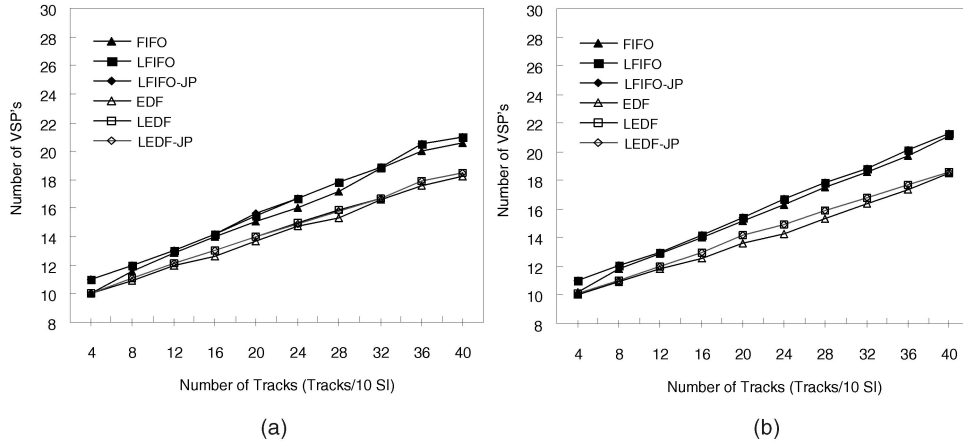 30
28
26
24
22
20
18
16
14
12
10
8
Number of VSP's
FIFO
LFIFO
LFIFO-JP
EDF
LEDF
LEDF-JP
4 8 12 16 20 24 28 32 36 40
Number of Tracks (Tracks/10 SI)
(a)
30
28
26
24
22
20
18
16
14
12
10
8
Number of VSP's
FIFO
LFIFO
LFIFO-JP
EDF
LEDF
LEDF-JP
4 8 12 16 20 24 28 32 36 40
Number of Tracks (Tracks/10 SI)
(b)